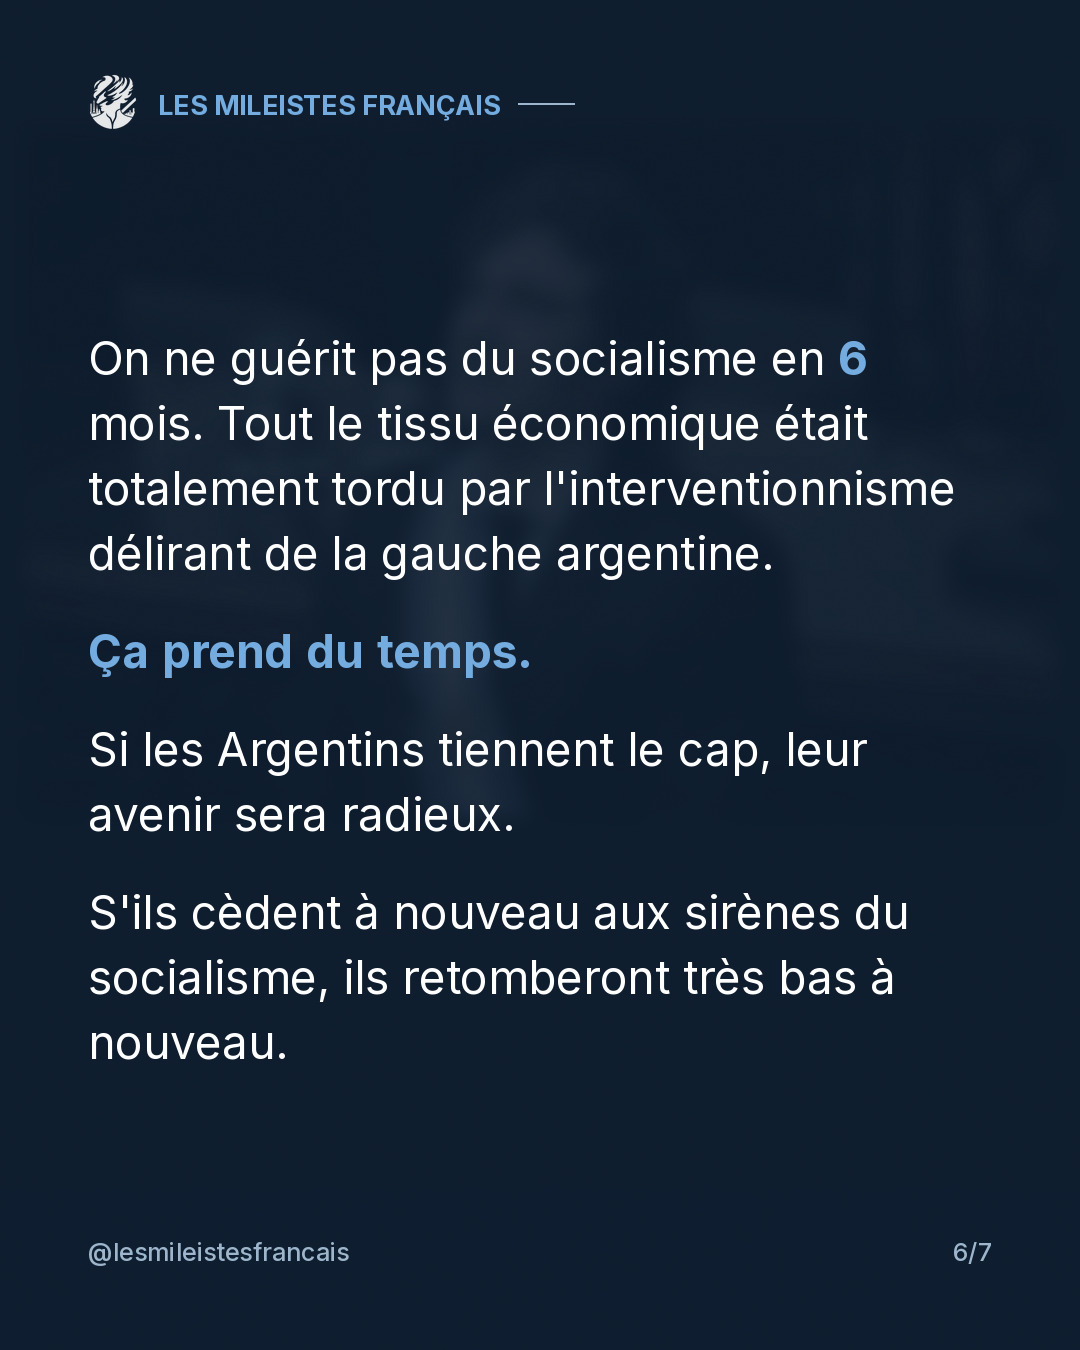 LES MILEISTES FRANÇAIS
On ne guérit pas du socialisme en 6
mois. Tout le tissu économique était
totalement tordu par l'interventionnisme
délirant de la gauche argentine.
Ça prend du temps.
Si les Argentins tiennent le cap, leur
avenir sera radieux.
S'ils cèdent à nouveau aux sirènes du
socialisme, ils retomberont très bas à
nouveau.
@lesmileistesfrancais
6/7